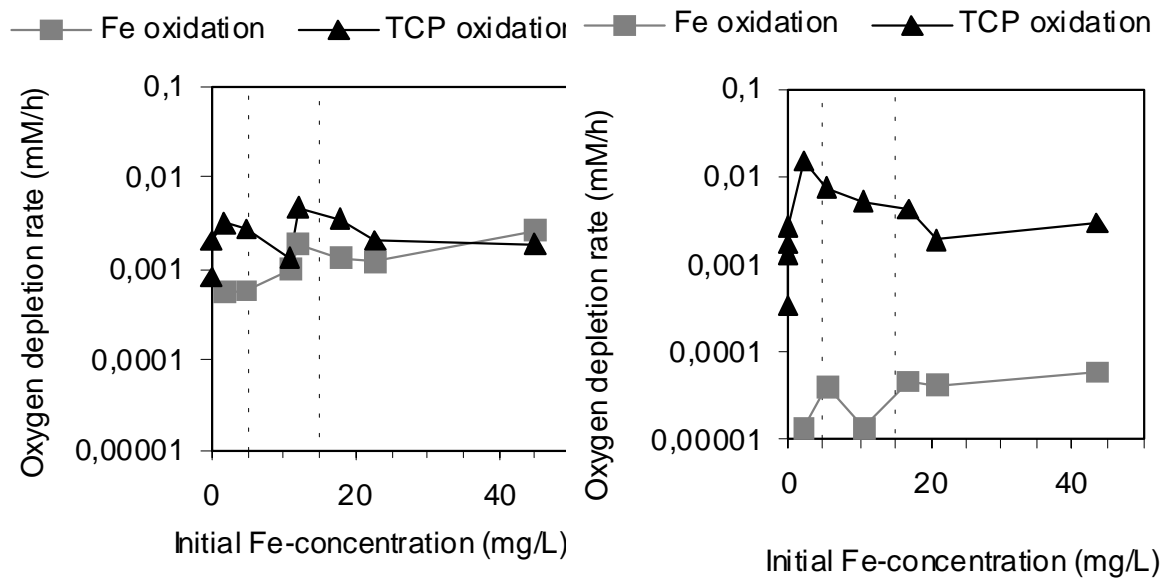 Fe oxidation TCP oxidation
0,1
0,01
0,001
0,0001
0,00001
Oxygen depletion rate (mM/h)
0 20 40
Initial Fe-concentration (mg/L)
Fe oxidation TCP oxidation
0,1
0,01
0,001
0,0001
0,00001
Oxygen depletion rate (mM/h)
0 20 40
Initial Fe-concentration (mg/L)